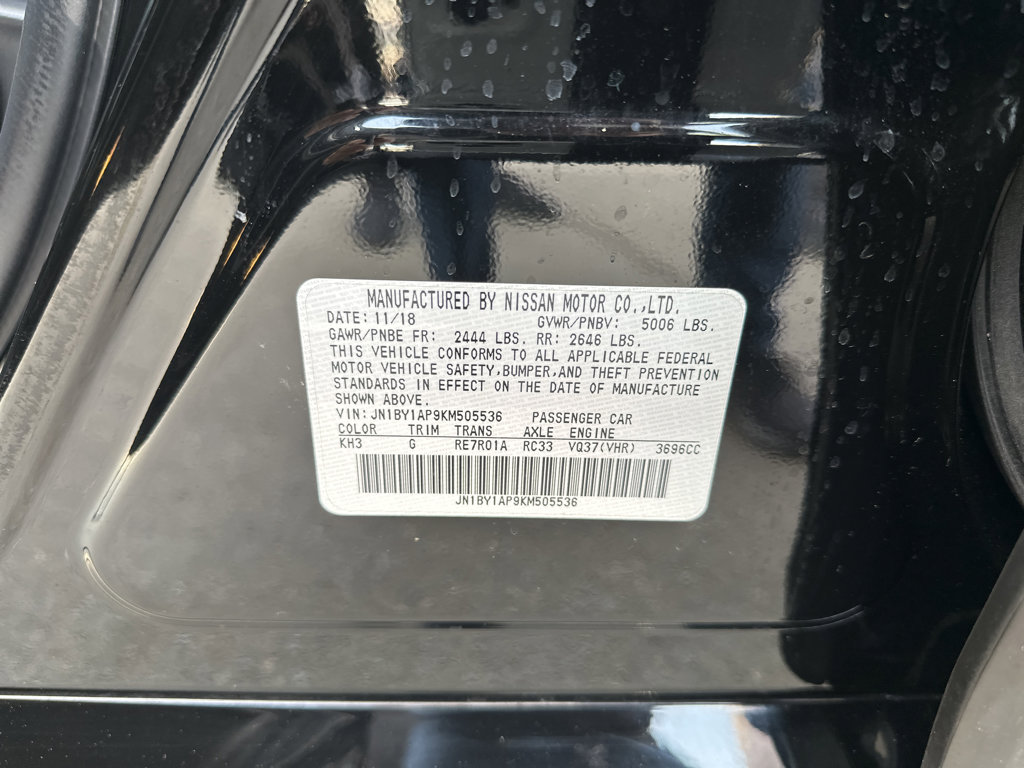 MANUFACTURED BY NISSAN MOTOR CO.,LTD.
DATE: 11/18 GVWR/PNBV: 5006 LBS.
GAWR/PNBE FR: 2444 LBS. RR: 2646 LBS.
THIS VEHICLE CONFORMS TO ALL APPLICABLE FEDERAL
MOTOR VEHICLE SAFETY,BUMPER,AND THEFT PREVENTION
STANDARDS IN EFFECT ON THE DATE OF MANUFACTURE
SHOWN ABOVE.
VIN: JN1BY1AP9KM505536 PASSENGER CAR
COLOR TRIM TRANS AXLE ENGINE
KH3 G RE7R01A RC33 VQ37(VHR) 3696CC
JN1BY1AP9KM505536